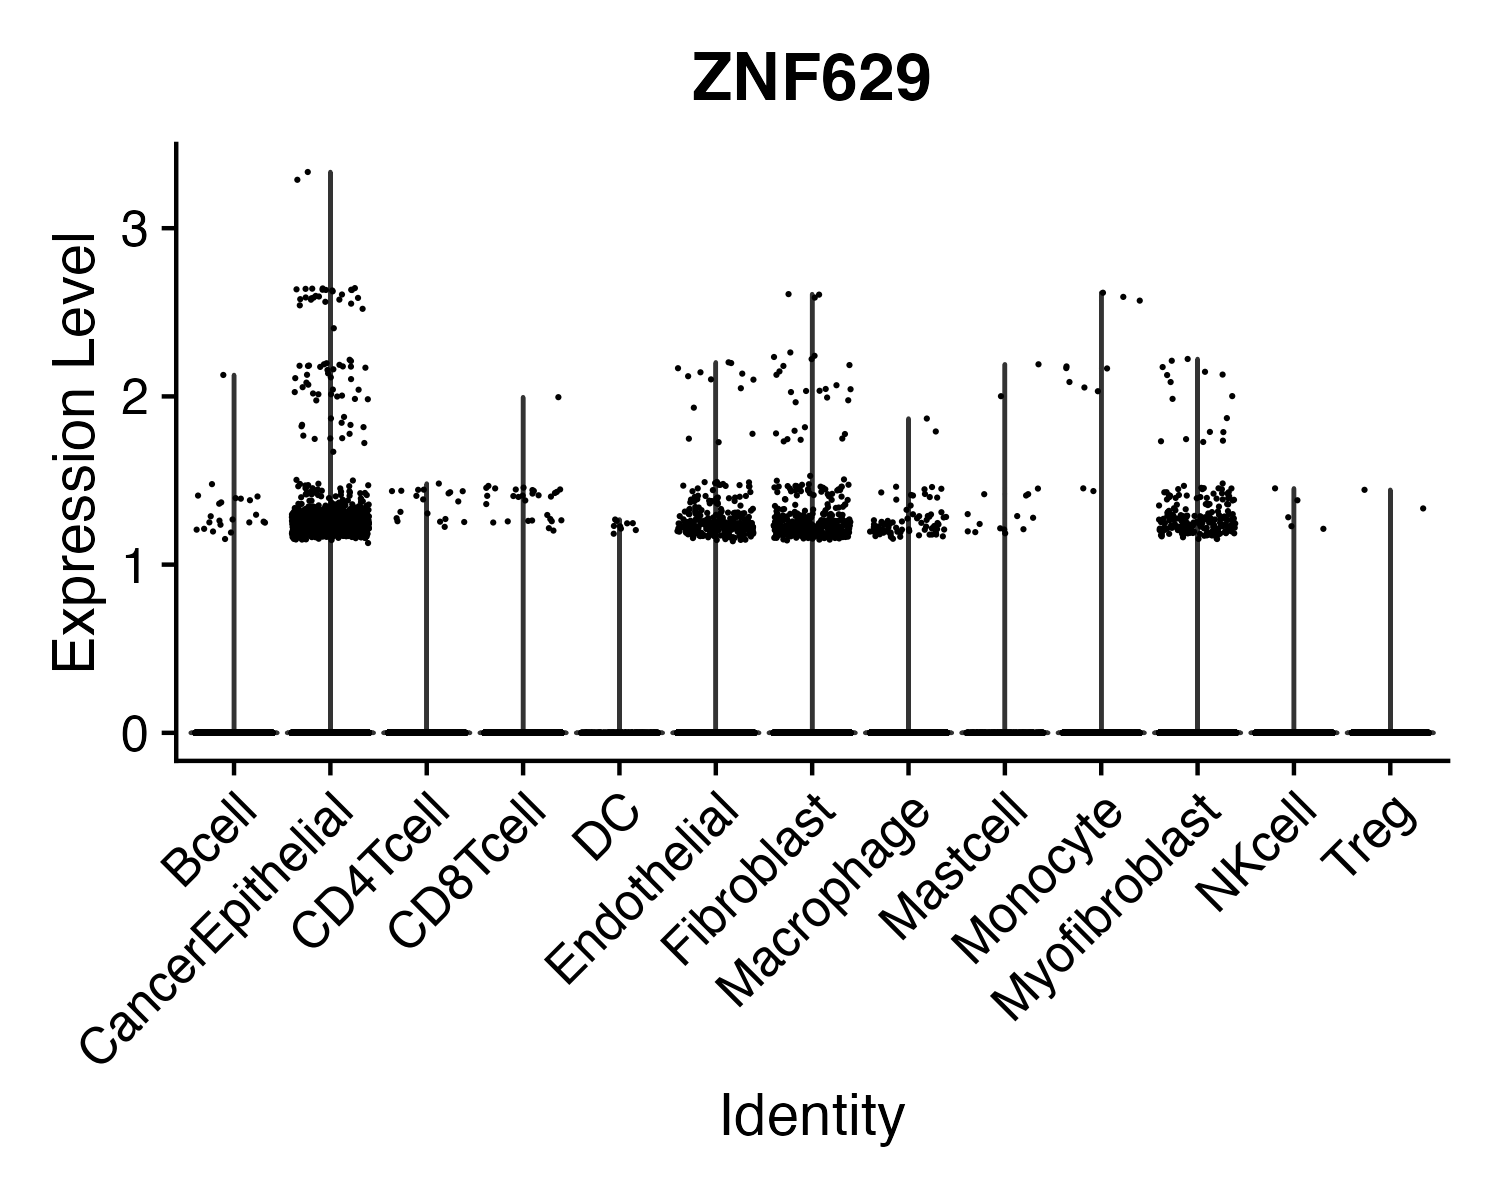 ZNF629
Expression Level
3
2
1
0
Bcell
CancerEpithelial
CD4Tcell
CD8Tcell
DC
Endothelial
Fibroblast
Macrophage
Mastcell
Monocyte
Myofibroblast
NKcell
Treg
Identity